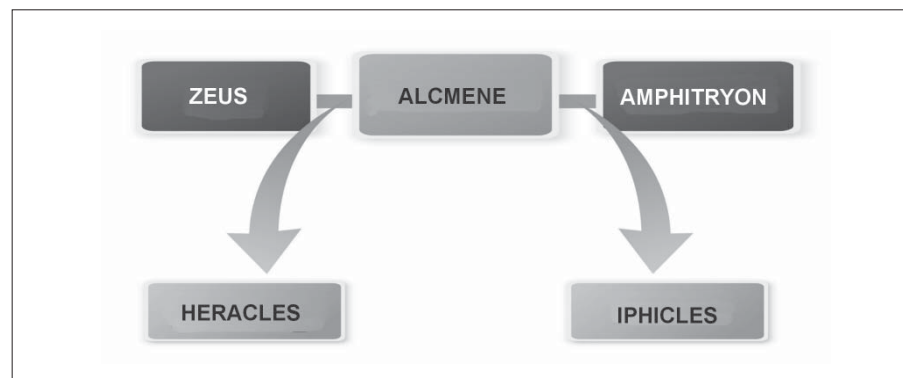 ZEUS
ALCMENE
AMPHITRYON
HERACLES
IPHICLES